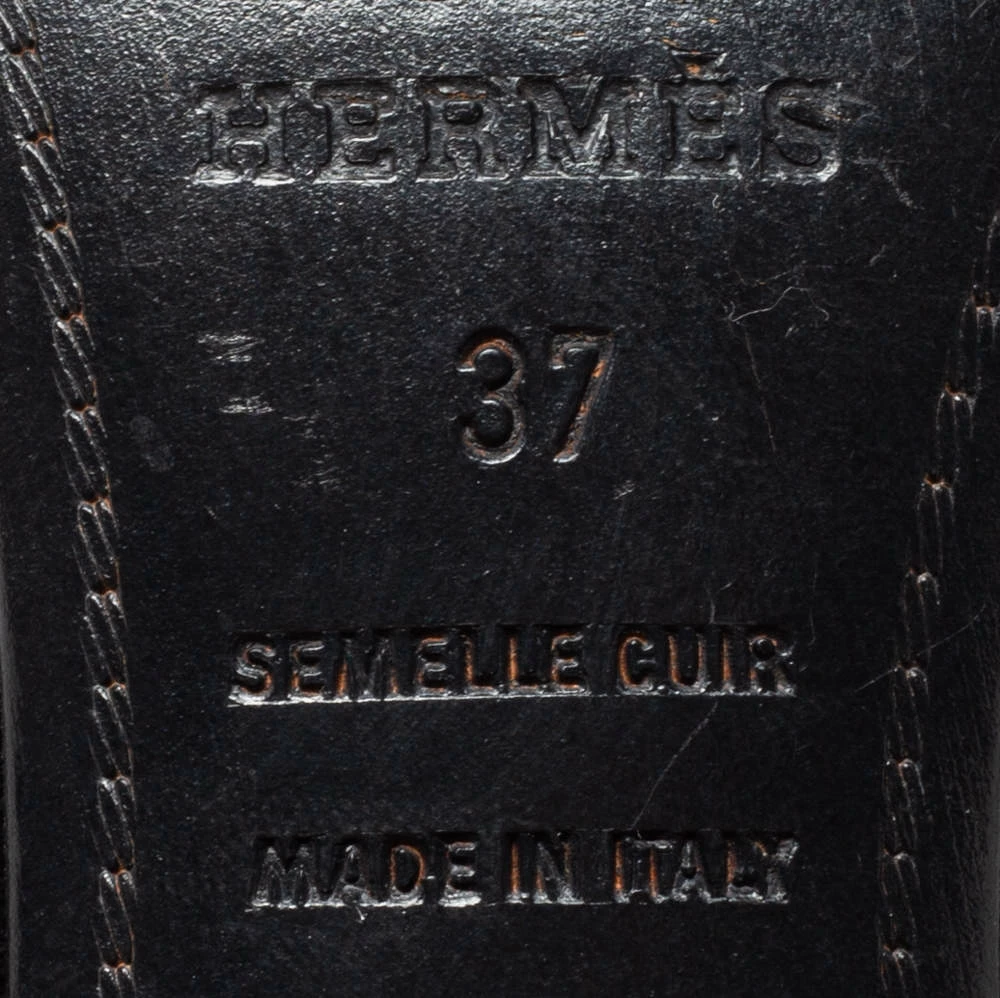 HERMÈS
37
SEMELLE CUIR
MADE IN ITALY